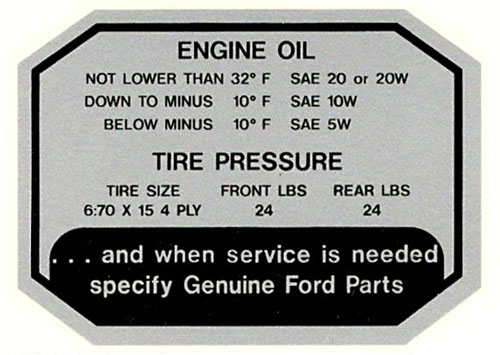 ENGINE OIL
NOT LOWER THAN 32° F SAE 20 or 20W
DOWN TO MINUS 10° F SAE 10W
BELOW MINUS 10° F SAE 5W
TIRE PRESSURE
TIRE SIZE FRONT LBS REAR LBS
6:70 X 15 4 PLY 24 24
. . . and when service is needed
specify Genuine Ford Parts